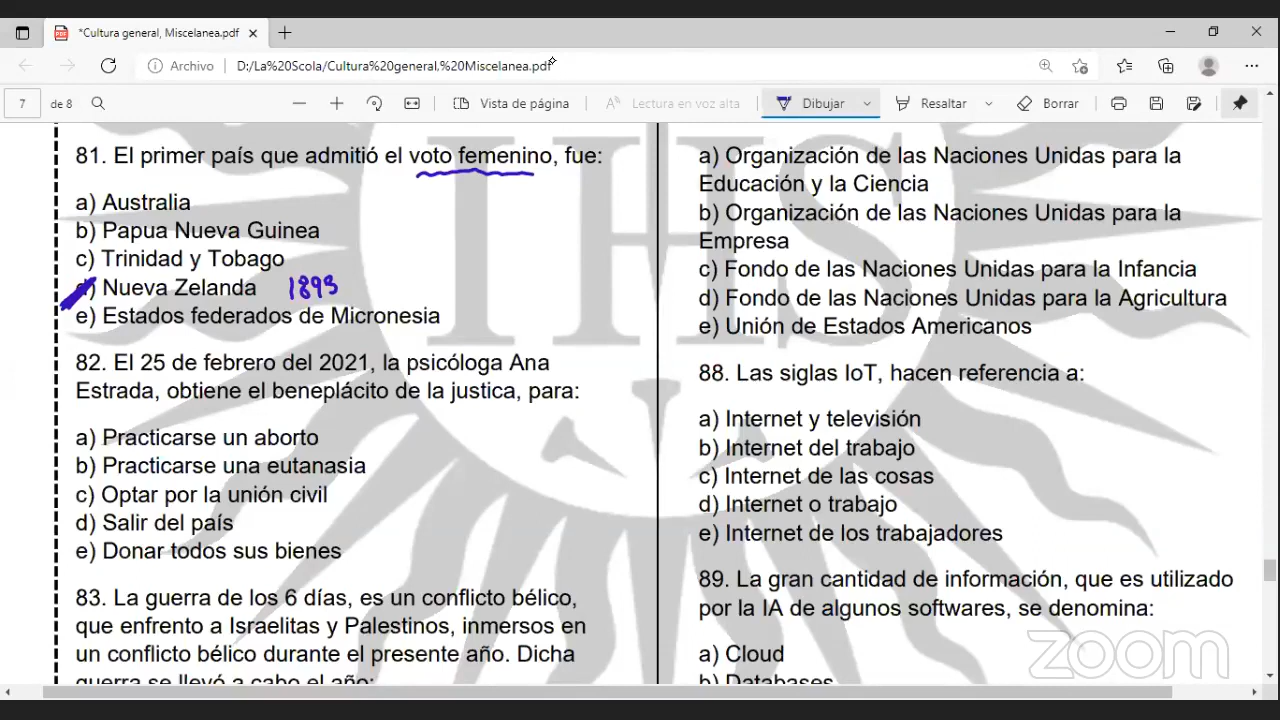 *Cultura general, Miscelanea.pdf
Archivo D:/La%20Scola/Cultura%20general,%20Miscelanea.pdf
7 de 8 Vista de página Lectura en voz alta Dibujar Resaltar Borrar
81. El primer país que admitió el voto femenino, fue:
a) Australia
b) Papua Nueva Guinea
c) Trinidad y Tobago
d) Nueva Zelanda 1893
e) Estados federados de Micronesia
82. El 25 de febrero del 2021, la psicóloga Ana
Estrada, obtiene el beneplácito de la justica, para:
a) Practicarse un aborto
b) Practicarse una eutanasia
c) Optar por la unión civil
d) Salir del país
e) Donar todos sus bienes
83. La guerra de los 6 días, es un conflicto bélico,
que enfrento a Israelitas y Palestinos, inmersos en
un conflicto bélico durante el presente año. Dicha
guerra se llevó a cabo el año:
a) Organización de las Naciones Unidas para la
Educación y la Ciencia
b) Organización de las Naciones Unidas para la
Empresa
c) Fondo de las Naciones Unidas para la Infancia
d) Fondo de las Naciones Unidas para la Agricultura
e) Unión de Estados Americanos
88. Las siglas IoT, hacen referencia a:
a) Internet y televisión
b) Internet del trabajo
c) Internet de las cosas
d) Internet o trabajo
e) Internet de los trabajadores
89. La gran cantidad de información, que es utilizado
por la IA de algunos softwares, se denomina:
a) Cloud
b) Databases
IHS
zoom